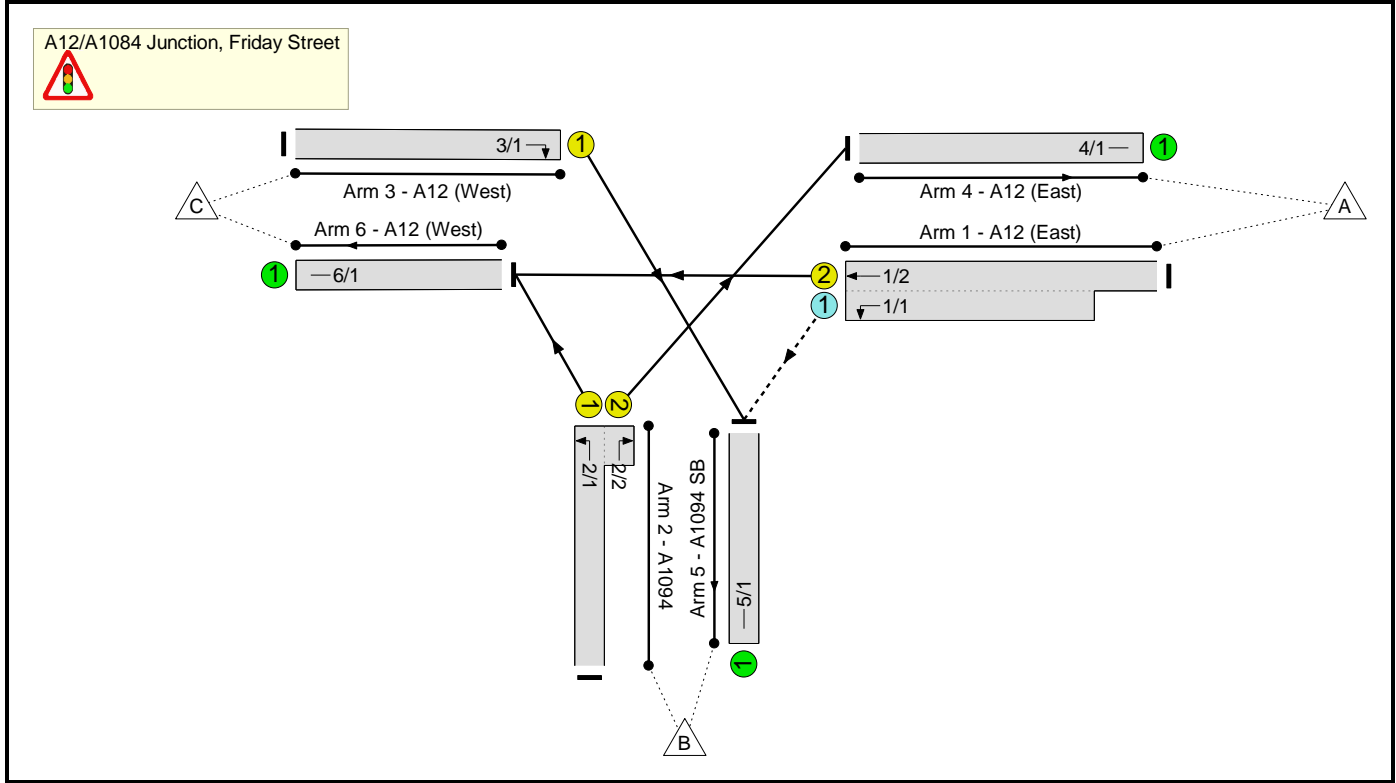 A12/A1084 Junction, Friday Street
3/1
1
4/1
1
C
Arm 3 - A12 (West)
Arm 4 - A12 (East)
A
Arm 6 - A12 (West)
Arm 1 - A12 (East)
1
6/1
2
1/2
1
1/1
1
2
2/1
2/2
Arm 2 - A1094
Arm 5 - A1094 SB
5/1
1
B